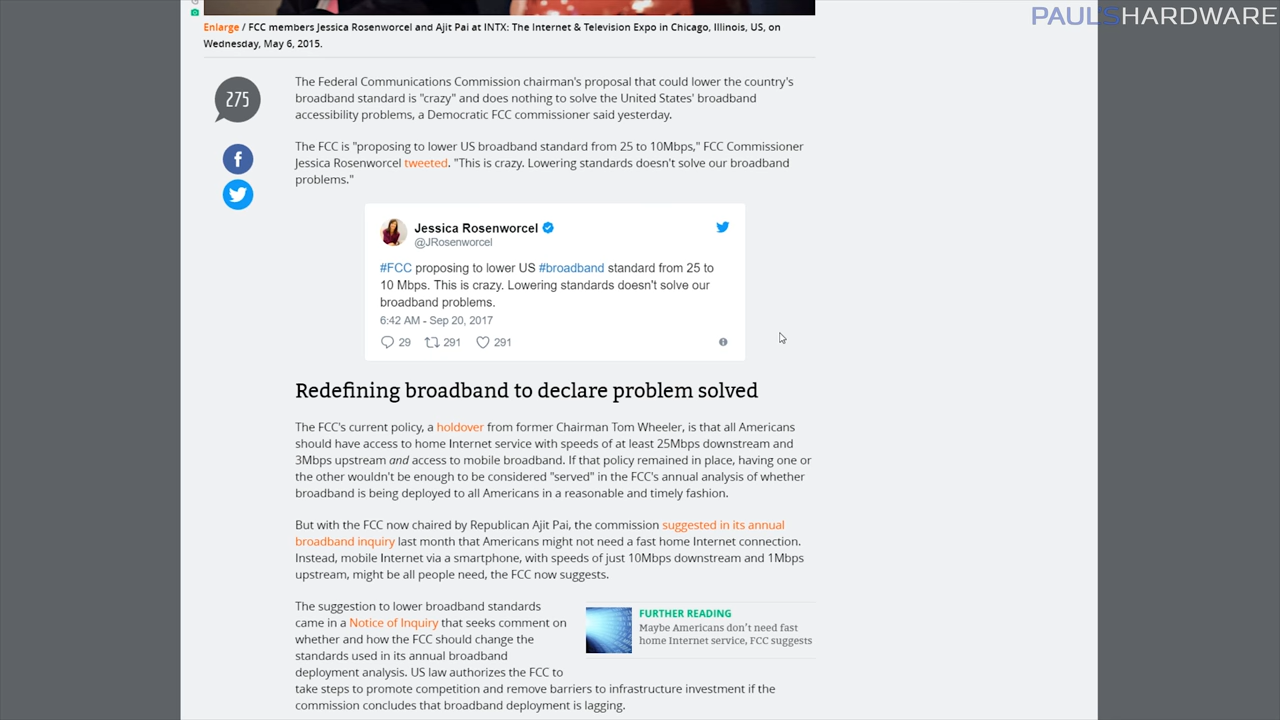 PAUL'SHARDWARE
Enlarge / FCC members Jessica Rosenworcel and Ajit Pai at INTX: The Internet & Television Expo in Chicago, Illinois, US, on
Wednesday, May 6, 2015.
275
The Federal Communications Commission chairman's proposal that could lower the country's
broadband standard is "crazy" and does nothing to solve the United States' broadband
accessibility problems, a Democratic FCC commissioner said yesterday.
The FCC is "proposing to lower US broadband standard from 25 to 10Mbps," FCC Commissioner
Jessica Rosenworcel tweeted. "This is crazy. Lowering standards doesn't solve our broadband
problems."
Jessica Rosenworcel
@JRosenworcel
#FCC proposing to lower US #broadband standard from 25 to
10 Mbps. This is crazy. Lowering standards doesn't solve our
broadband problems.
6:42 AM - Sep 20, 2017
29 291 291
Redefining broadband to declare problem solved
The FCC's current policy, a holdover from former Chairman Tom Wheeler, is that all Americans
should have access to home Internet service with speeds of at least 25Mbps downstream and
3Mbps upstream and access to mobile broadband. If that policy remained in place, having one or
the other wouldn't be enough to be considered "served" in the FCC's annual analysis of whether
broadband is being deployed to all Americans in a reasonable and timely fashion.
But with the FCC now chaired by Republican Ajit Pai, the commission suggested in its annual
broadband inquiry last month that Americans might not need a fast home Internet connection.
Instead, mobile Internet via a smartphone, with speeds of just 10Mbps downstream and 1Mbps
upstream, might be all people need, the FCC now suggests.
The suggestion to lower broadband standards
came in a Notice of Inquiry that seeks comment on
whether and how the FCC should change the
standards used in its annual broadband
deployment analysis. US law authorizes the FCC to
take steps to promote competition and remove barriers to infrastructure investment if the
commission concludes that broadband deployment is lagging.
FURTHER READING
Maybe Americans don't need fast
home Internet service, FCC suggests